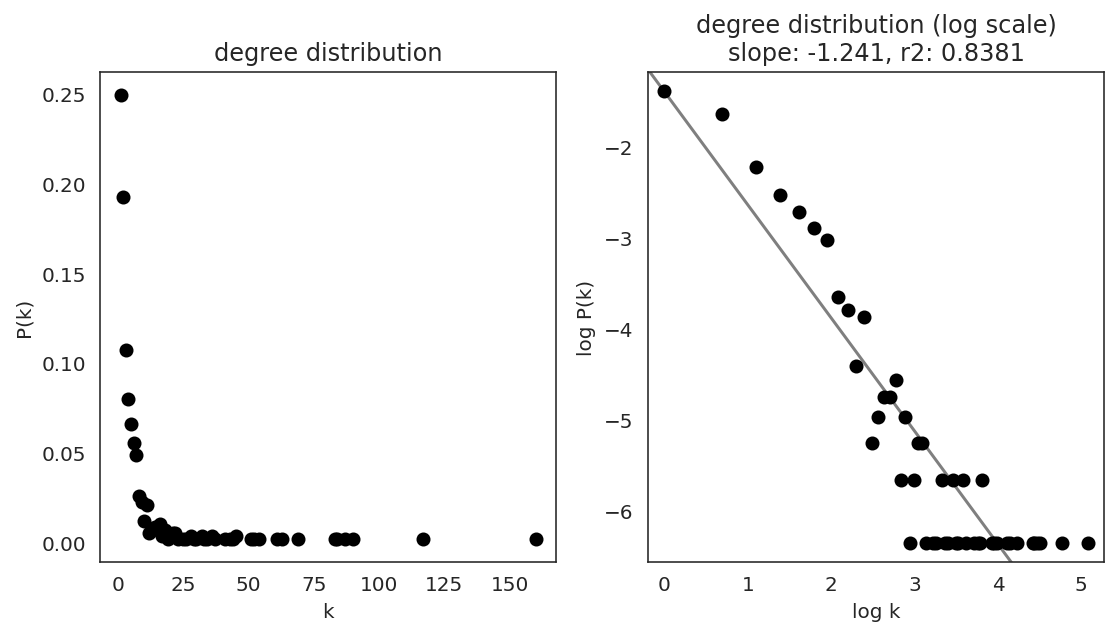 degree distribution
0.25
0.20
0.15
0.10
0.05
0.00
P(k)
0 25 50 75 100 125 150
k
degree distribution (log scale)
slope: -1.241, r2: 0.8381
−2
−3
−4
−5
−6
log P(k)
0 1 2 3 4 5
log k